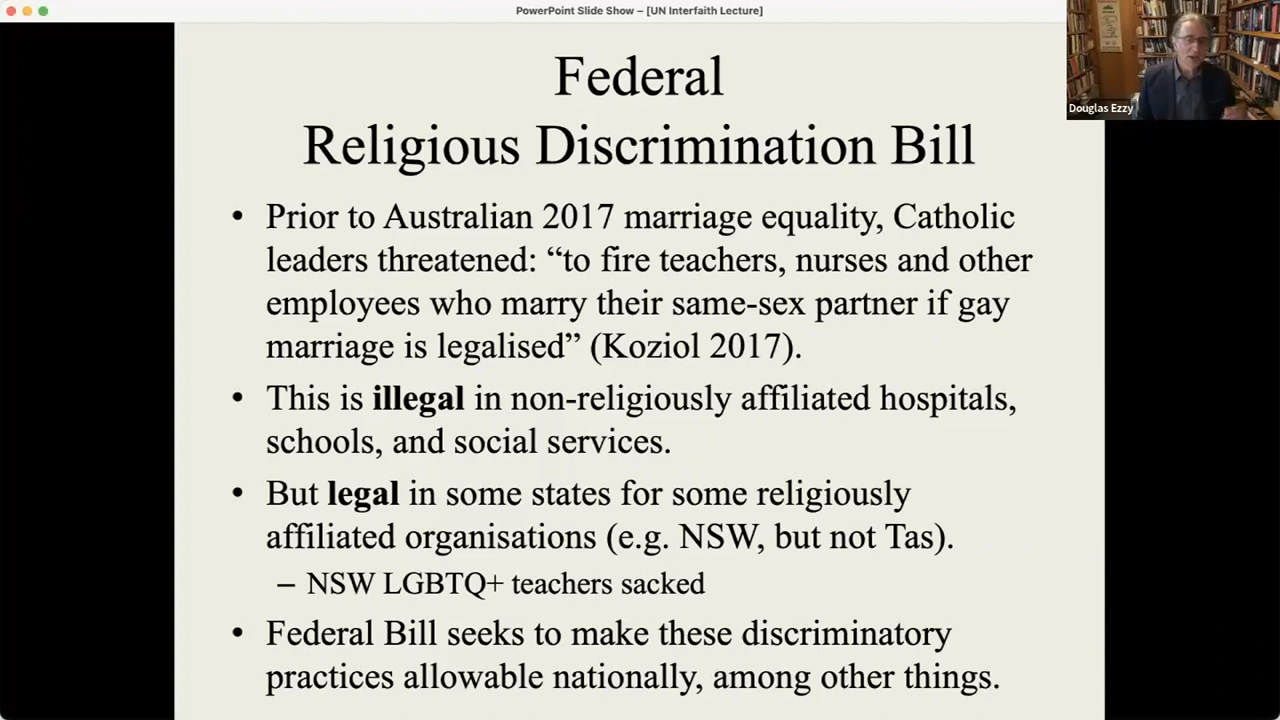 PowerPoint Slide Show – [UN Interfaith Lecture]
Federal
Religious Discrimination Bill
• Prior to Australian 2017 marriage equality, Catholic
leaders threatened: “to fire teachers, nurses and other
employees who marry their same-sex partner if gay
marriage is legalised” (Koziol 2017).
• This is illegal in non-religiously affiliated hospitals,
schools, and social services.
• But legal in some states for some religiously
affiliated organisations (e.g. NSW, but not Tas).
– NSW LGBTQ+ teachers sacked
• Federal Bill seeks to make these discriminatory
practices allowable nationally, among other things.
Douglas Ezzy